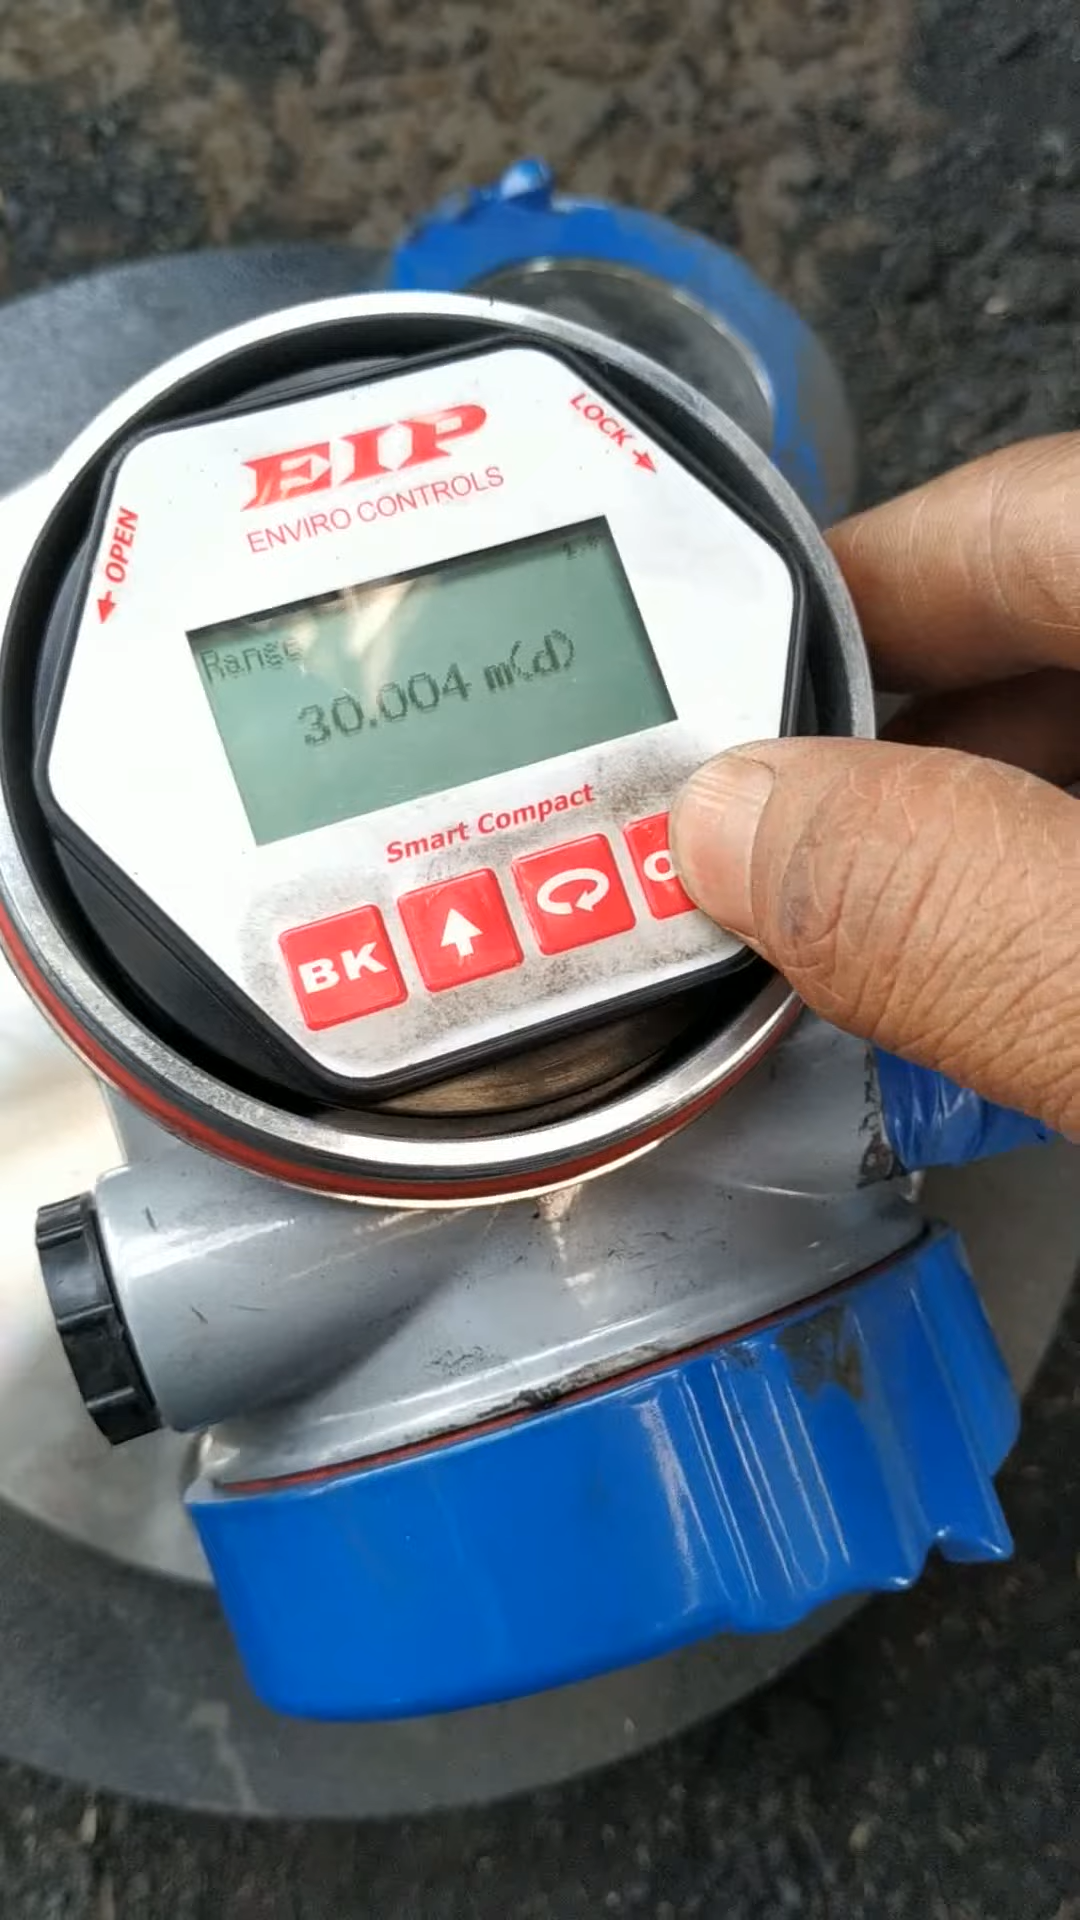 EIP
ENVIRO CONTROLS
LOCK
OPEN
Range
30.004 m(d)
Smart Compact
BK